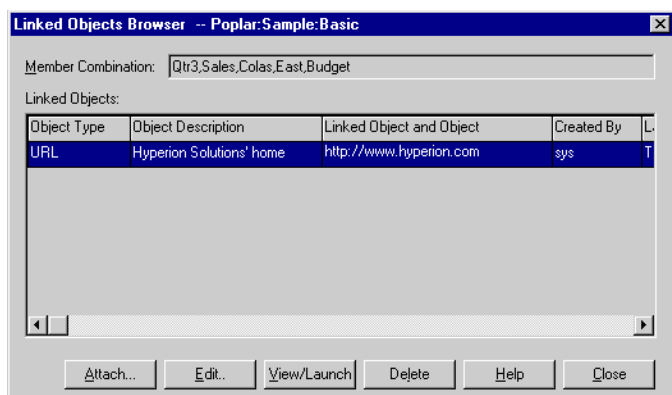 Linked Objects Browser -- Poplar:Sample:Basic
Member Combination: Qtr3,Sales,Colas,East,Budget
Linked Objects:
Object Type Object Description Linked Object and Object Created By L
URL Hyperion Solutions' home http://www.hyperion.com sys T
Attach... Edit.. View/Launch Delete Help Close